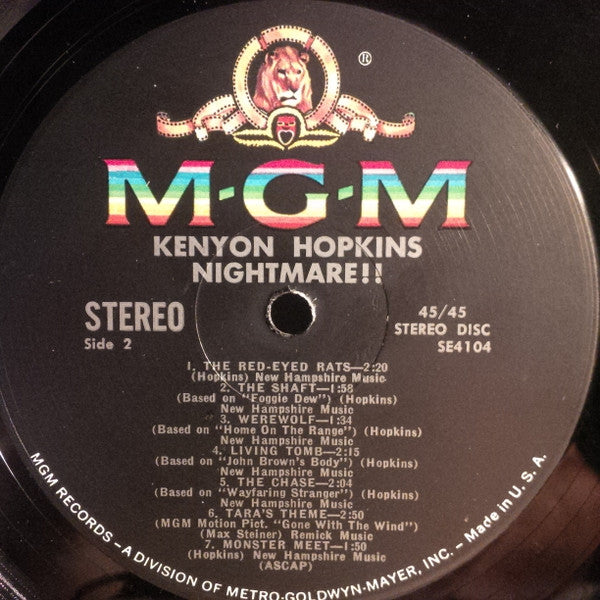 ®
M·G·M
KENYON HOPKINS
NIGHTMARE!!
STEREO
Side 2
45/45
STEREO DISC
SE4104
1. THE RED-EYED RATS—2:20
(Hopkins) New Hampshire Music
2. THE SHAFT—1:58
(Based on "Foggie Dew") (Hopkins)
New Hampshire Music
3. WEREWOLF—1:34
(Based on "Home On The Range") (Hopkins)
New Hampshire Music
4. LIVING TOMB—2:15
(Based on "John Brown's Body") (Hopkins)
New Hampshire Music
5. THE CHASE—2:04
(Based on "Wayfaring Stranger") (Hopkins)
New Hampshire Music
6. TARA'S THEME—2:50
(MGM Motion Pict. "Gone With The Wind")
(Max Steiner) Remick Music
7. MONSTER MEET—1:50
(Hopkins) New Hampshire Music
(ASCAP)
MGM RECORDS – A DIVISION OF METRO-GOLDWYN-MAYER, INC. – Made in U. S. A.